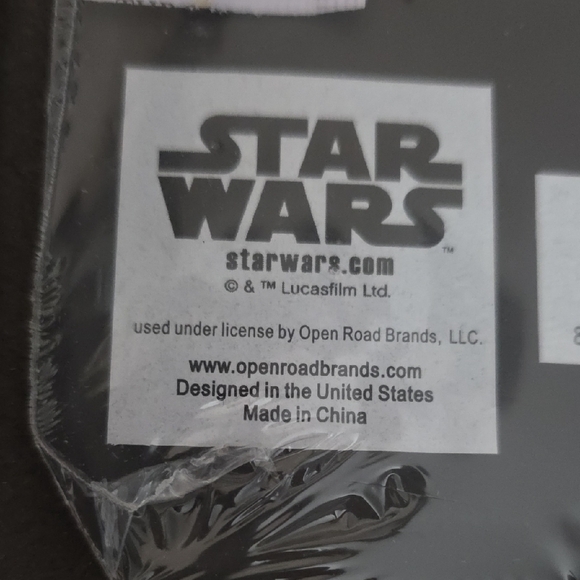 STAR
WARS™
starwars.com
© & ™ Lucasfilm Ltd.
used under license by Open Road Brands, LLC.
www.openroadbrands.com
Designed in the United States
Made in China